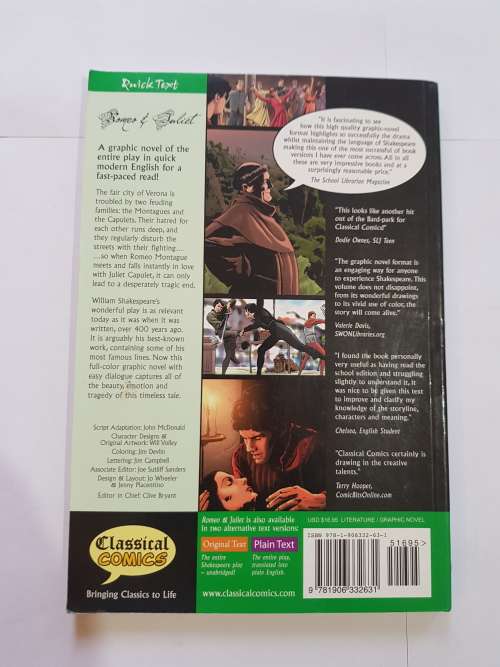 Quick Text
Romeo & Juliet
A graphic novel of the
entire play in quick
modern English for a
fast-paced read!
The fair city of Verona is
troubled by two feuding
families: the Montagues and
the Capulets. Their hatred for
each other runs deep, and
they regularly disturb the
streets with their fighting....
...so when Romeo Montague
meets and falls instantly in love
with Juliet Capulet, it can only
lead to a desperately tragic end.
William Shakespeare's
wonderful play is as relevant
today as it was when it was
written, over 400 years ago.
It is arguably his best-known
work, containing some of his
most famous lines. Now this
full-color graphic novel with
easy dialogue captures all of
the beauty, emotion and
tragedy of this timeless tale.
Script Adaptation: John McDonald
Character Designs &
Original Artwork: Will Volley
Coloring: Jim Devlin
Lettering: Jim Campbell
Associate Editor: Joe Sutliff Sanders
Design & Layout: Jo Wheeler
& Jenny Placentino
Editor in Chief: Clive Bryant
Classical
COMICS
Bringing Classics to Life
"It is fascinating to see
how this high quality graphic-novel
format highlights so successfully the drama
whilst maintaining the language of Shakespeare
making this one of the most successful of book
versions I have ever come across. All in all
these are very impressive books and at a
surprisingly reasonable price."
The School Librarian Magazine
"This looks like another hit
out of the Bard-park for
Classical Comics!"
Dodie Ownes, SLJ Teen
"The graphic novel format is
an engaging way for anyone
to experience Shakespeare. This
volume does not disappoint,
from its wonderful drawings
to its vivid use of color, the
story will come alive."
Valerie Davis,
SWONLibraries.org
"I found the book personally
very useful as having read the
school edition and struggling
slightly to understand it, it
was nice to be given this text
to improve and clarify my
knowledge of the storyline,
characters and meaning."
Chelsea, English Student
"Classical Comics certainly is
drawing in the creative
talents."
Terry Hooper,
ComicBitsOnline.com
Romeo & Juliet is also available
in two alternative text versions:
Original Text
The entire
Shakespeare play
– unabridged!
Plain Text
The entire play,
translated into
plain English.
www.classicalcomics.com
USD $16.95 LITERATURE / GRAPHIC NOVEL
ISBN 978-1-906332-63-1
51695>
9 781906 332631